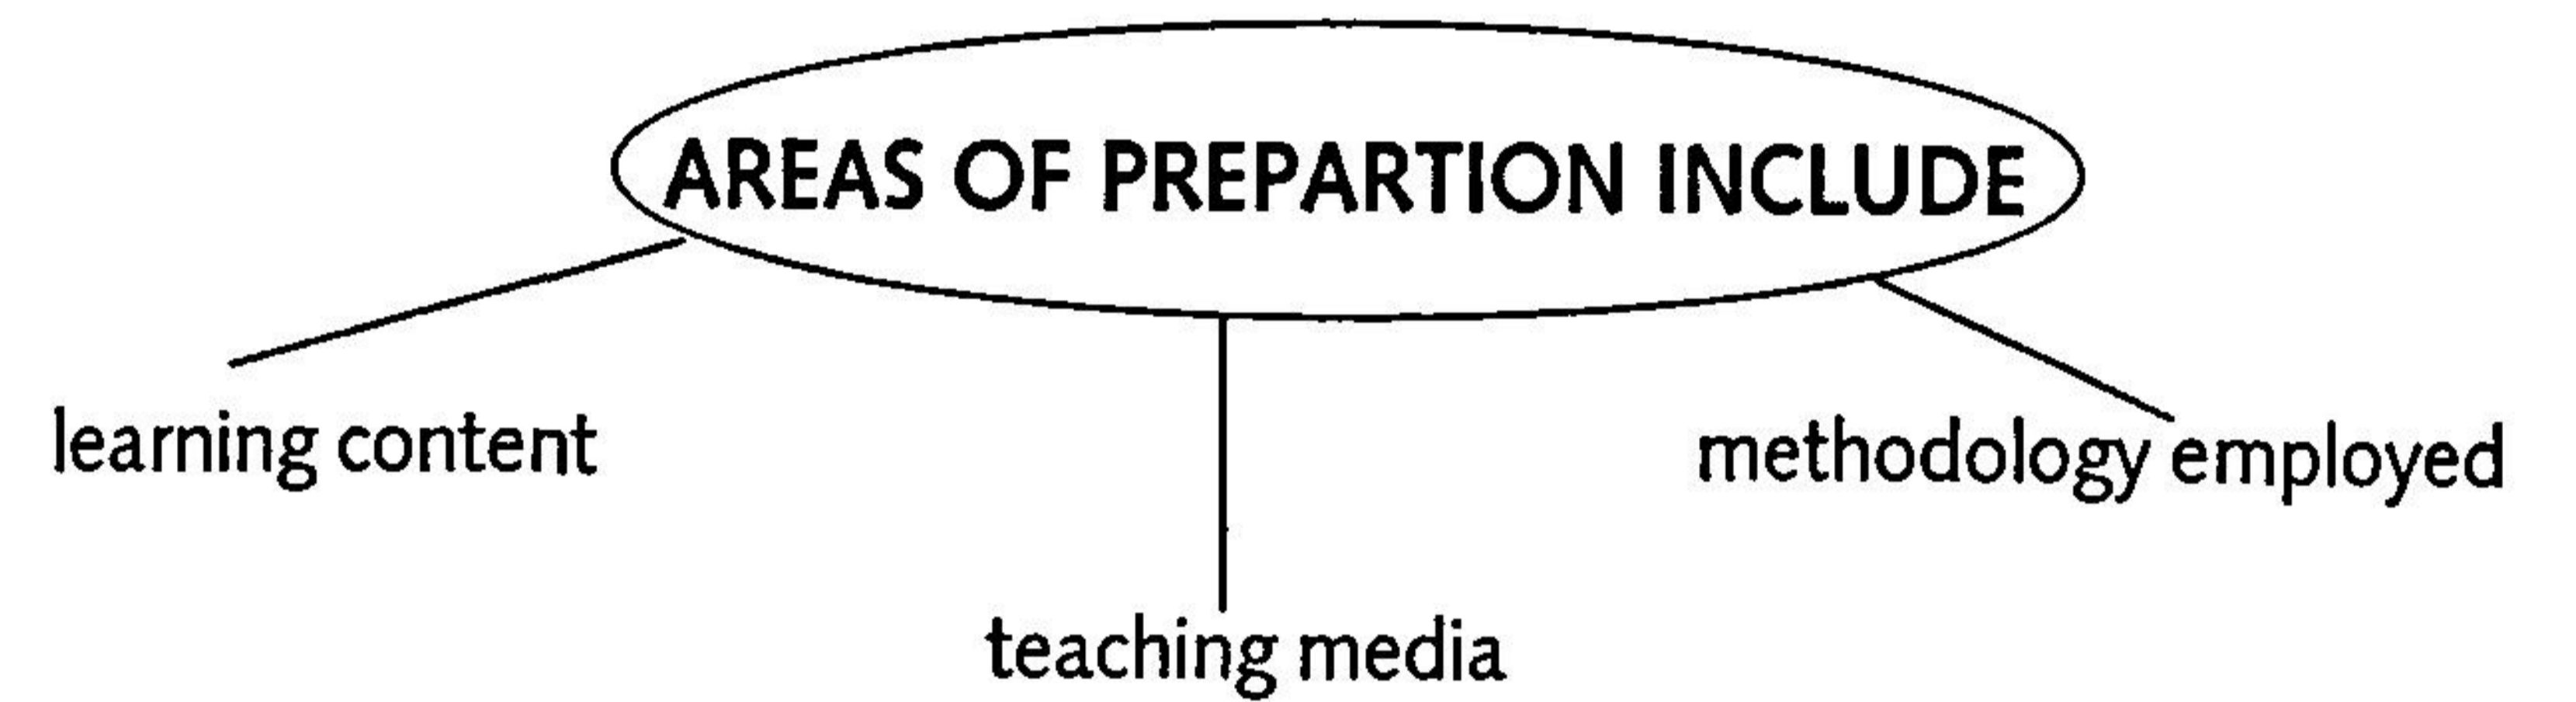 AREAS OF PREPARTION INCLUDE
learning content
methodology employed
teaching media